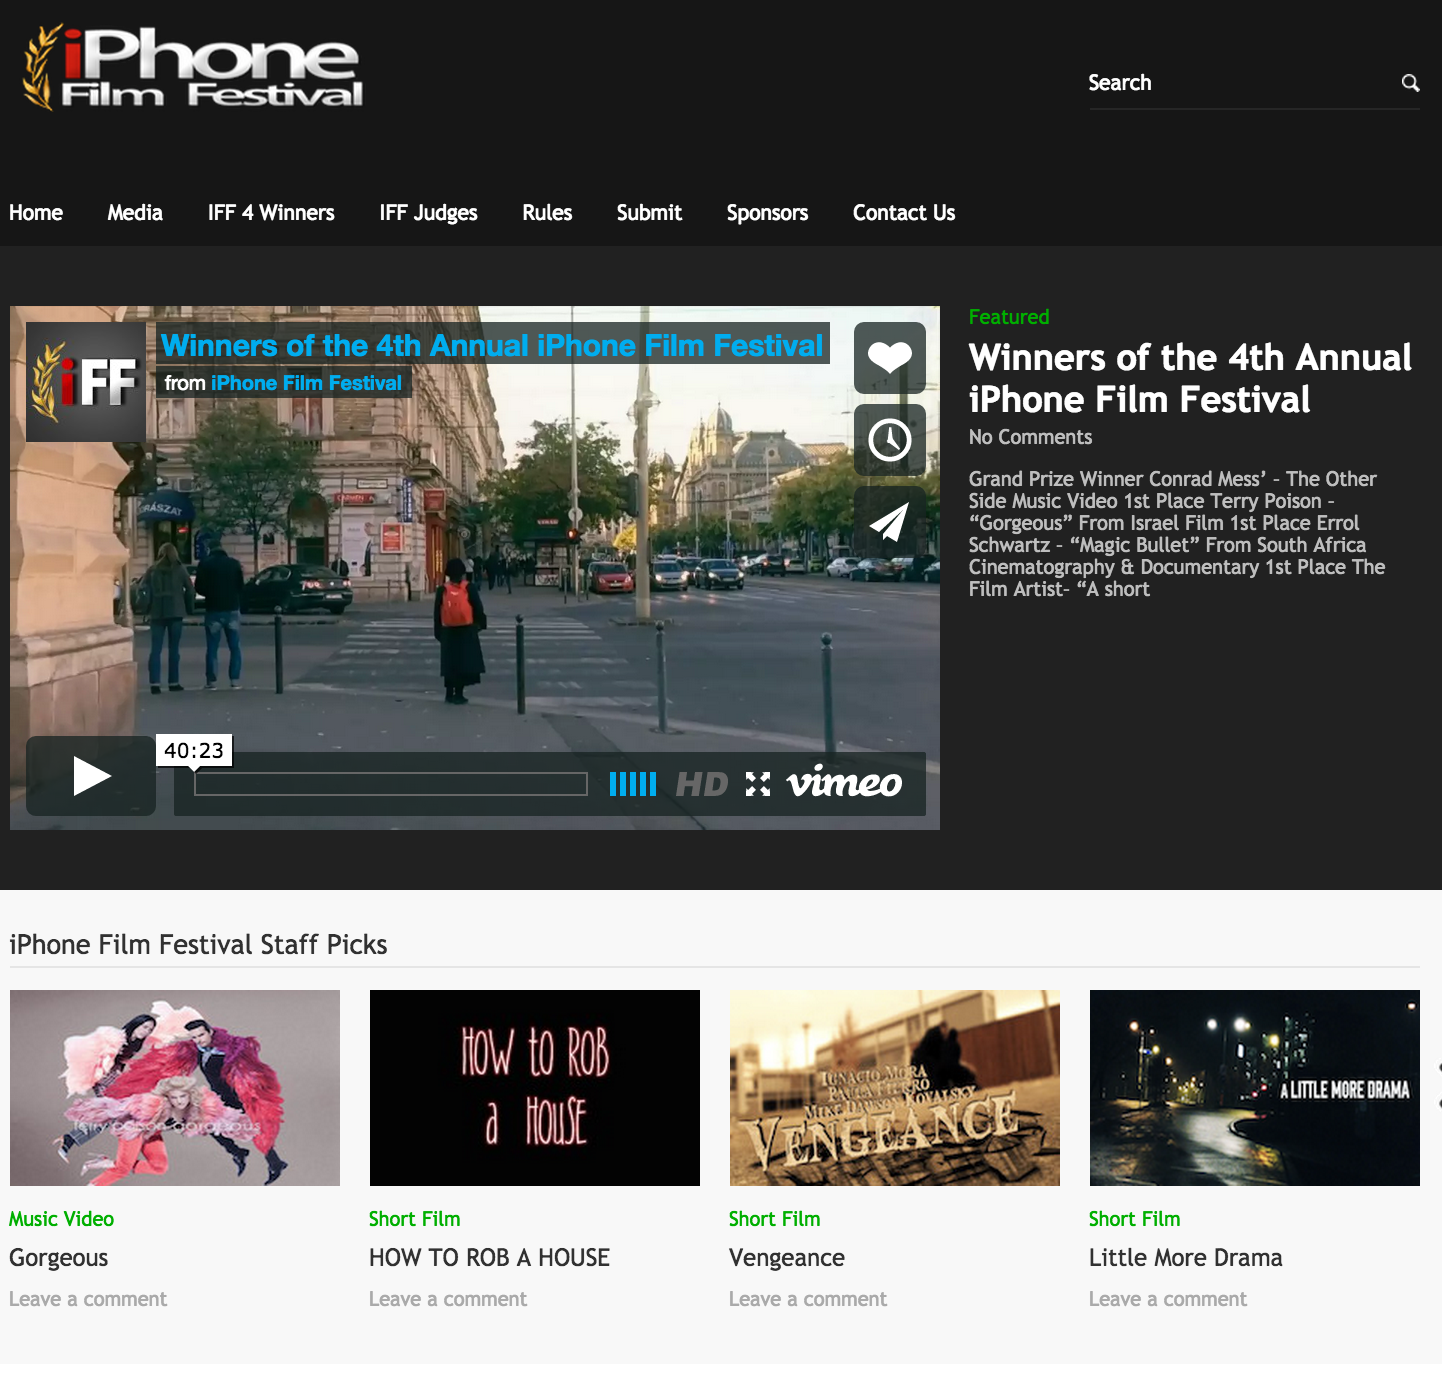 iPhone
Film Festival
Search
Home Media IFF 4 Winners IFF Judges Rules Submit Sponsors Contact Us
iFF
Winners of the 4th Annual iPhone Film Festival
from iPhone Film Festival
CARMEN
40:23
HD vimeo
Featured
Winners of the 4th Annual
iPhone Film Festival
No Comments
Grand Prize Winner Conrad Mess’ – The Other
Side Music Video 1st Place Terry Poison –
“Gorgeous” From Israel Film 1st Place Errol
Schwartz – “Magic Bullet” From South Africa
Cinematography & Documentary 1st Place The
Film Artist– “A short
iPhone Film Festival Staff Picks
terry poison gorgeous
Music Video
Gorgeous
Leave a comment
HOW to ROB
a HOUSE
Short Film
HOW TO ROB A HOUSE
Leave a comment
IGNACIO MORA
VENGEANCE
Short Film
Vengeance
Leave a comment
A LITTLE MORE DRAMA
Short Film
Little More Drama
Leave a comment